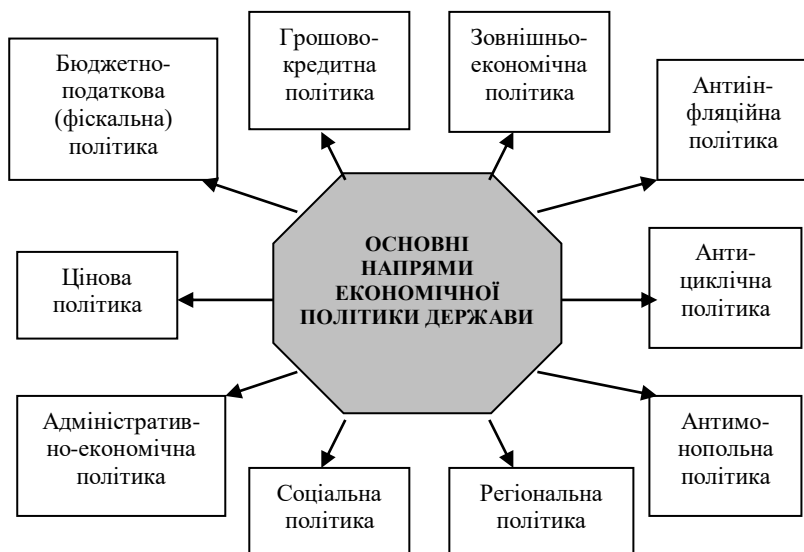 Грошово-
кредитна
політика
Зовнішньо-
економічна
політика
Бюджетно-
податкова
(фіскальна)
політика
Антиін-
фляційна
політика
ОСНОВНІ
НАПРЯМИ
ЕКОНОМІЧНОЇ
ПОЛІТИКИ ДЕРЖАВИ
Цінова
політика
Анти-
циклічна
політика
Адміністратив-
но-економічна
політика
Антимо-
нопольна
політика
Соціальна
політика
Регіональна
політика